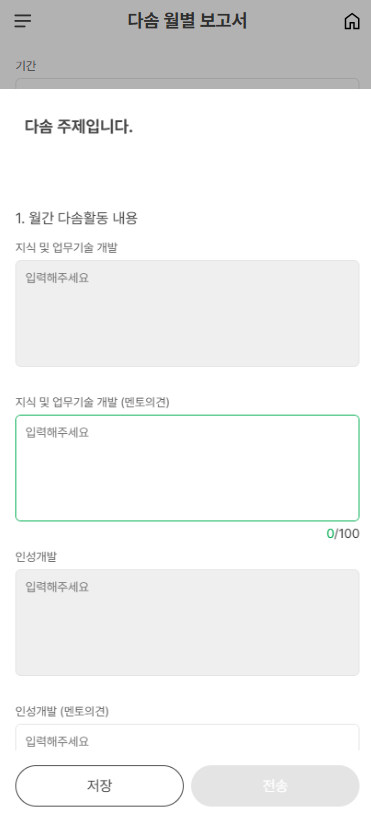 다솜 월별 보고서
기간
다솜 주제입니다.
1. 월간 다솜활동 내용
지식 및 업무기술 개발
입력해주세요
지식 및 업무기술 개발 (멘토의견)
입력해주세요
0/100
인성개발
입력해주세요
인성개발 (멘토의견)
입력해주세요
저장
전송